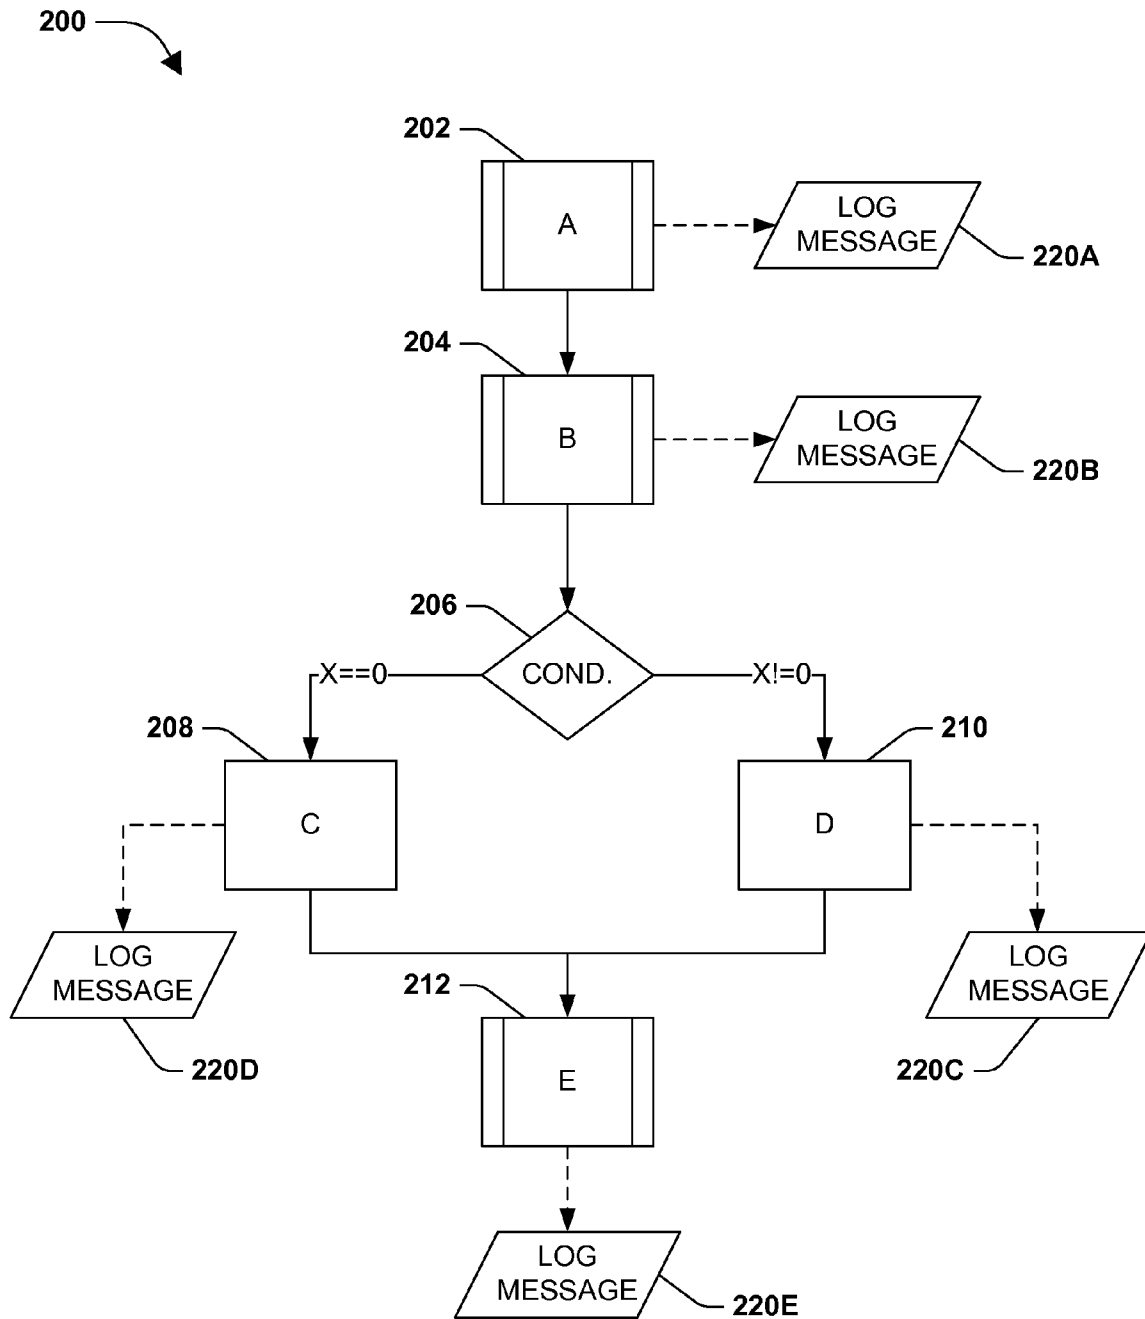 200
202
A
LOG
MESSAGE
220A
204
B
LOG
MESSAGE
220B
206
COND.
X==0
X!=0
208
210
C
D
LOG
MESSAGE
220D
LOG
MESSAGE
220C
212
E
LOG
MESSAGE
220E